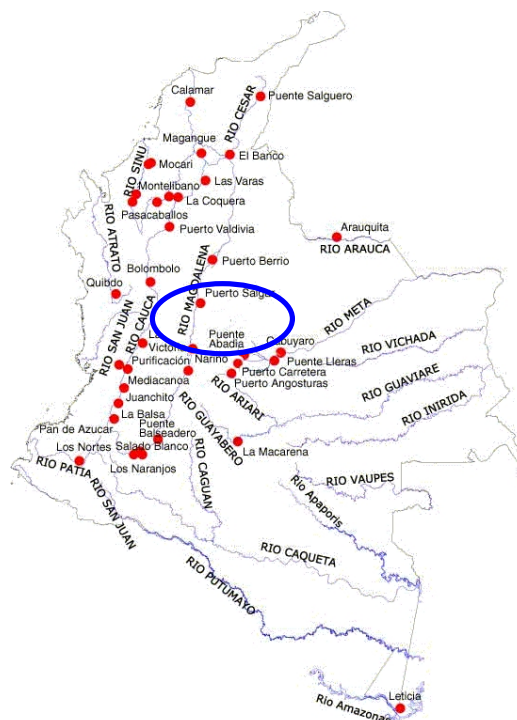 Calamar
Puente Salguero
RIO CESAR
Magangue
El Banco
RIO SINU
Mocari
Las Varas
Montelibano
La Coquera
Pasacaballos
Arauquita
RIO ARAUCA
RIO ATRATO
Puerto Valdivia
RIO MAGDALENA
Puerto Berrio
Bolombolo
Quibdo
Puerto Salgar
RIO META
RIO SAN JUAN
RIO CAUCA
La
Victori
Puente
Abadia
Cabuyaro
RIO VICHADA
Purificación
Nariño
Puente Lleras
Puerto Carretera
Mediacanoa
Puerto Angosturas
RIO ARIARI
RIO GUAVIARE
Juanchito
RIO INIRIDA
La Balsa
RIO GUAYABERO
Pan de Azucar
Puente
Balseadero
Los Nortes
Salado Blanco
La Macarena
RIO PATIA
Los Naranjos
RIO CAGUAN
RIO VAUPES
RIO SAN JUAN
Rio Apaporis
RIO CAQUETA
RIO PUTUMAYO
Leticia
Rio Amazonas